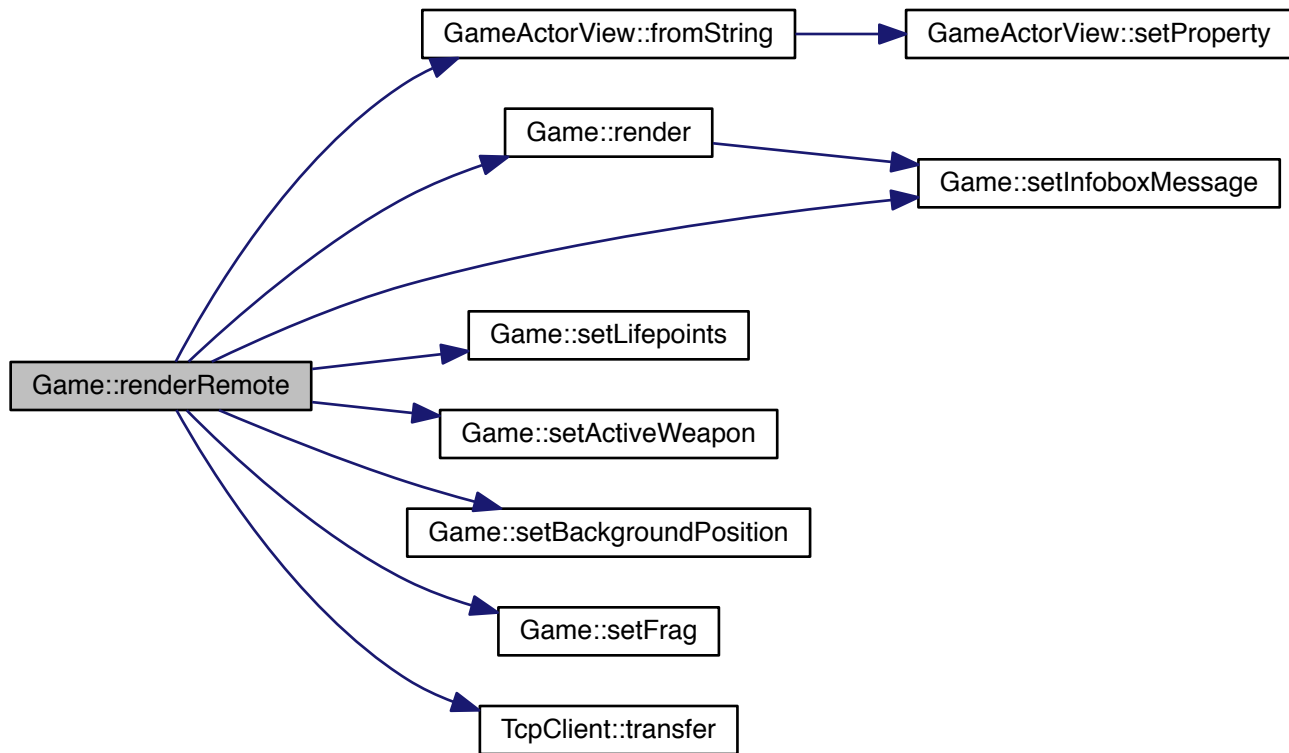 GameActorView::fromString
GameActorView::setProperty
Game::render
Game::setInfoboxMessage
Game::setLifepoints
Game::renderRemote
Game::setActiveWeapon
Game::setBackgroundPosition
Game::setFrag
TcpClient::transfer